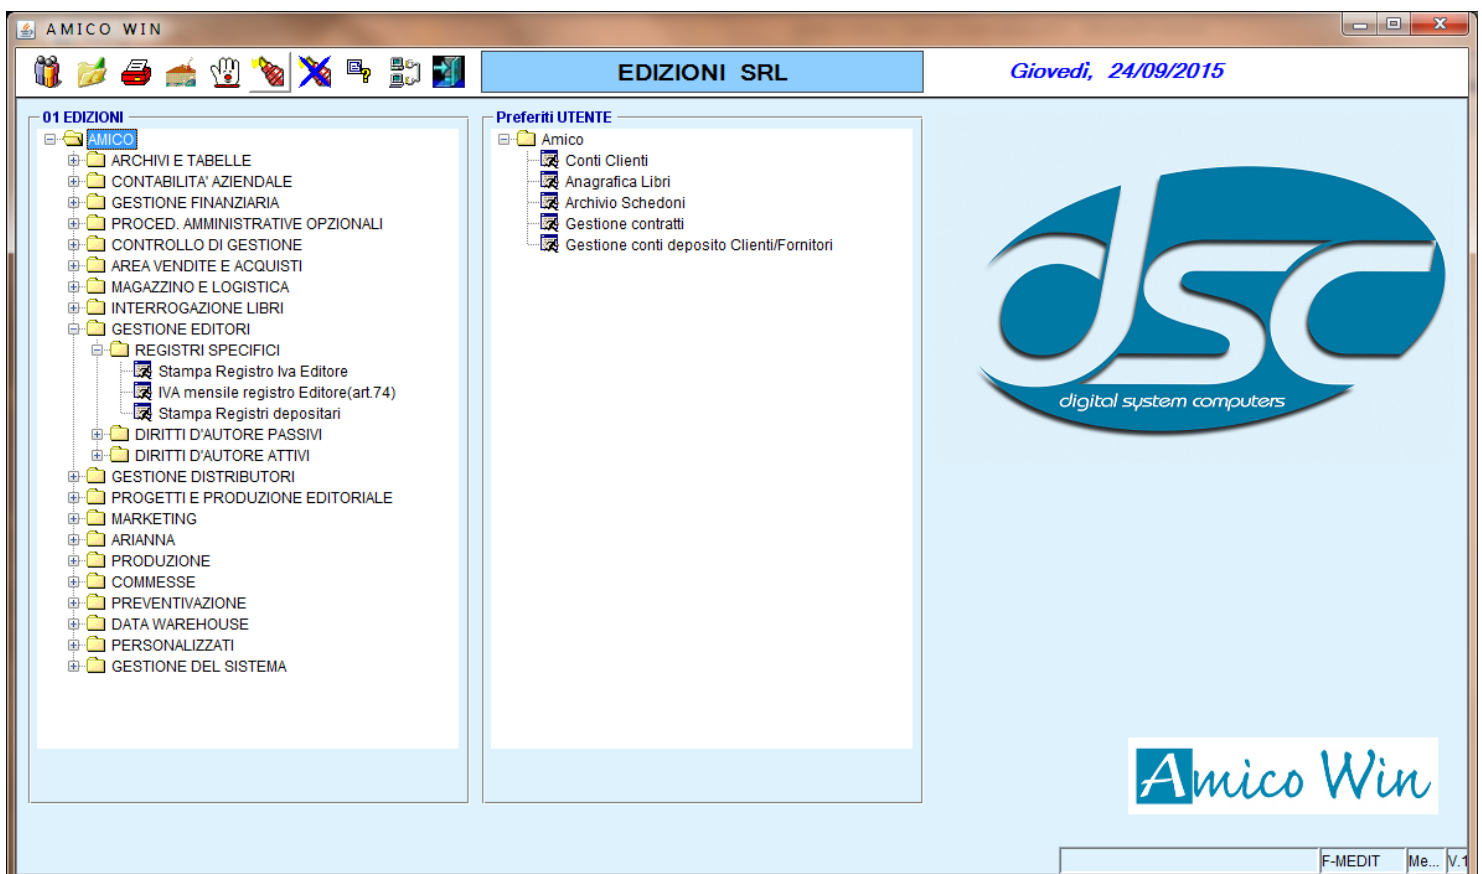 AMICO WIN
EDIZIONI SRL
Giovedì, 24/09/2015
01 EDIZIONI
AMICO
ARCHIVI E TABELLE
CONTABILITA' AZIENDALE
GESTIONE FINANZIARIA
PROCED. AMMINISTRATIVE OPZIONALI
CONTROLLO DI GESTIONE
AREA VENDITE E ACQUISTI
MAGAZZINO E LOGISTICA
INTERROGAZIONE LIBRI
GESTIONE EDITORI
REGISTRI SPECIFICI
Stampa Registro Iva Editore
IVA mensile registro Editore(art.74)
Stampa Registri depositari
DIRITTI D'AUTORE PASSIVI
DIRITTI D'AUTORE ATTIVI
GESTIONE DISTRIBUTORI
PROGETTI E PRODUZIONE EDITORIALE
MARKETING
ARIANNA
PRODUZIONE
COMMESSE
PREVENTIVAZIONE
DATA WAREHOUSE
PERSONALIZZATI
GESTIONE DEL SISTEMA
Preferiti UTENTE
Amico
Conti Clienti
Anagrafica Libri
Archivio Schedoni
Gestione contratti
Gestione conti deposito Clienti/Fornitori
dsc
digital system computers
Amico Win
F-MEDIT Me... V.1